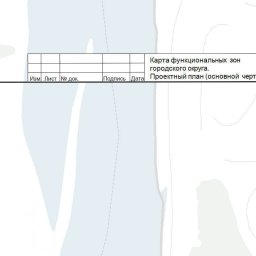 Карта функциональных зон
городского округа.
Изм Лист № док. Подпись Дата Проектный план (основной черт